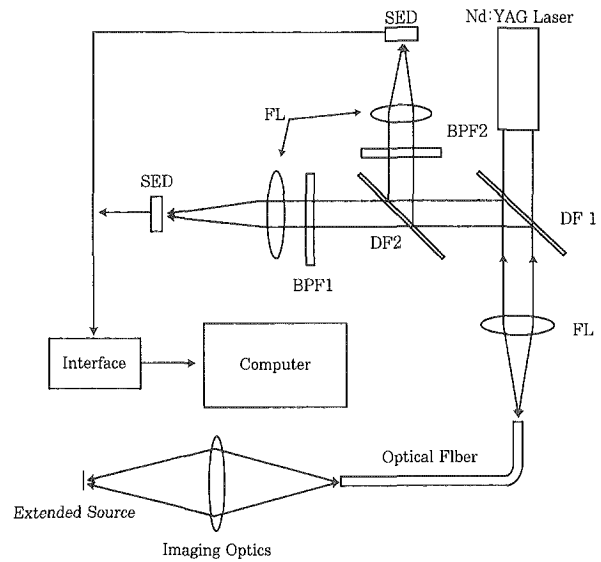 SED
Nd:YAG Laser
FL
BPF2
SED
DF 1
DF2
BPF1
FL
Interface
Computer
Optical Flber
Extended Source
Imaging Optics